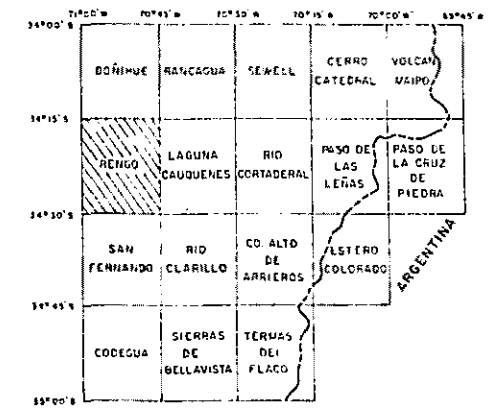 71°00'W 70°45'W 70°30'W 70°15'W 70°00'W 69°45'W
34°00'S
DOÑIHUE RANCAGUA SEWELL CERRO CATEDRAL VOLCAN MAIPO
34°15'S
RENGO LAGUNA CAUQUENES RIO CORTADERAL PASO DE LAS LEÑAS PASO DE LA CRUZ DE PIEDRA
34°30'S
SAN FERNANDO RIO CLARILLO CO. ALTO DE ARRIEROS ESTERO COLORADO ARGENTINA
34°45'S
CODEGUA SIERRAS DE BELLAVISTA TERMAS DEL FLACO
35°00'S